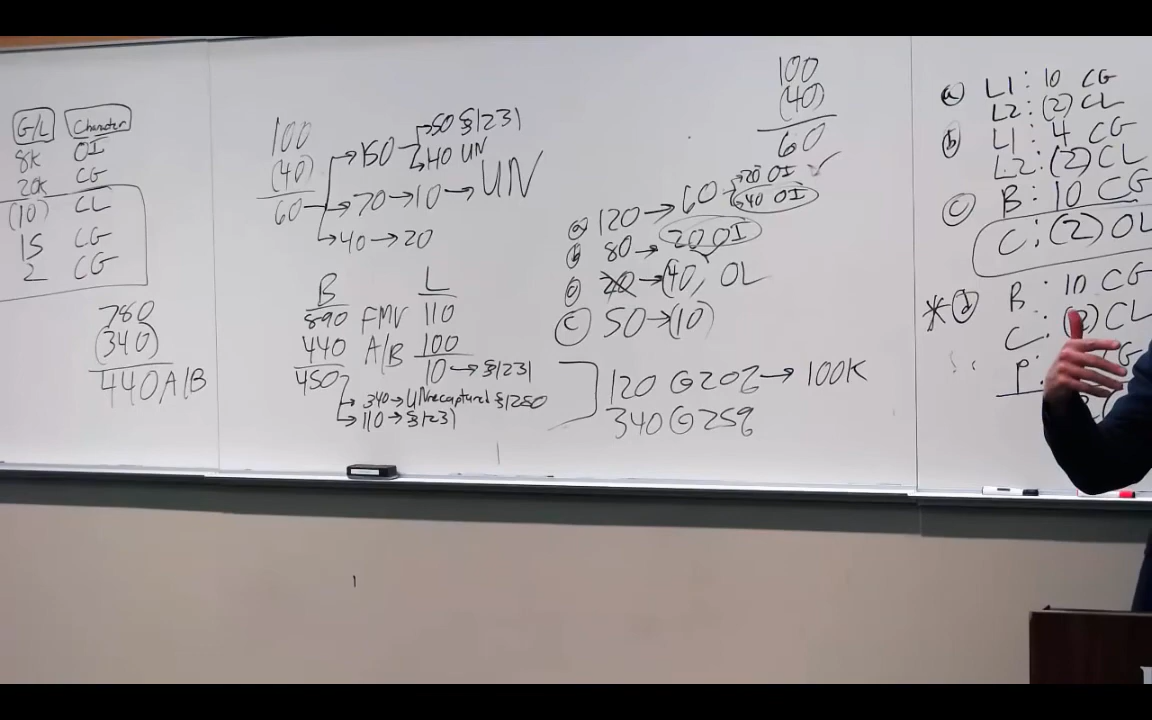 G/L Character
8K OI
20K CG
(10) CL
15 CG
2 CG
780
(340)
440 A/B
100
(40)
60
→150
→50 §1231
→40 UN
→70→10→UN
→40→20
B L
890 FMV 110
440 A/B 100
450 10→§1231
→340→UNrecaptured §1250
→110→§1231
100
(40)
60
a) 120→60
→20 OI
40 OI
b) 80→ 20 OI
→(40) OL
C) 50→(10)
120 @ 20%→100K
340 @ 25%
a) L1: 10 CG
L2: (2) CL
b) L1: 4 CG
L2: (2) CL
C) B: 10 CG
C: (2) OL
* d) B: 10 CG
C: (2) CL
P: